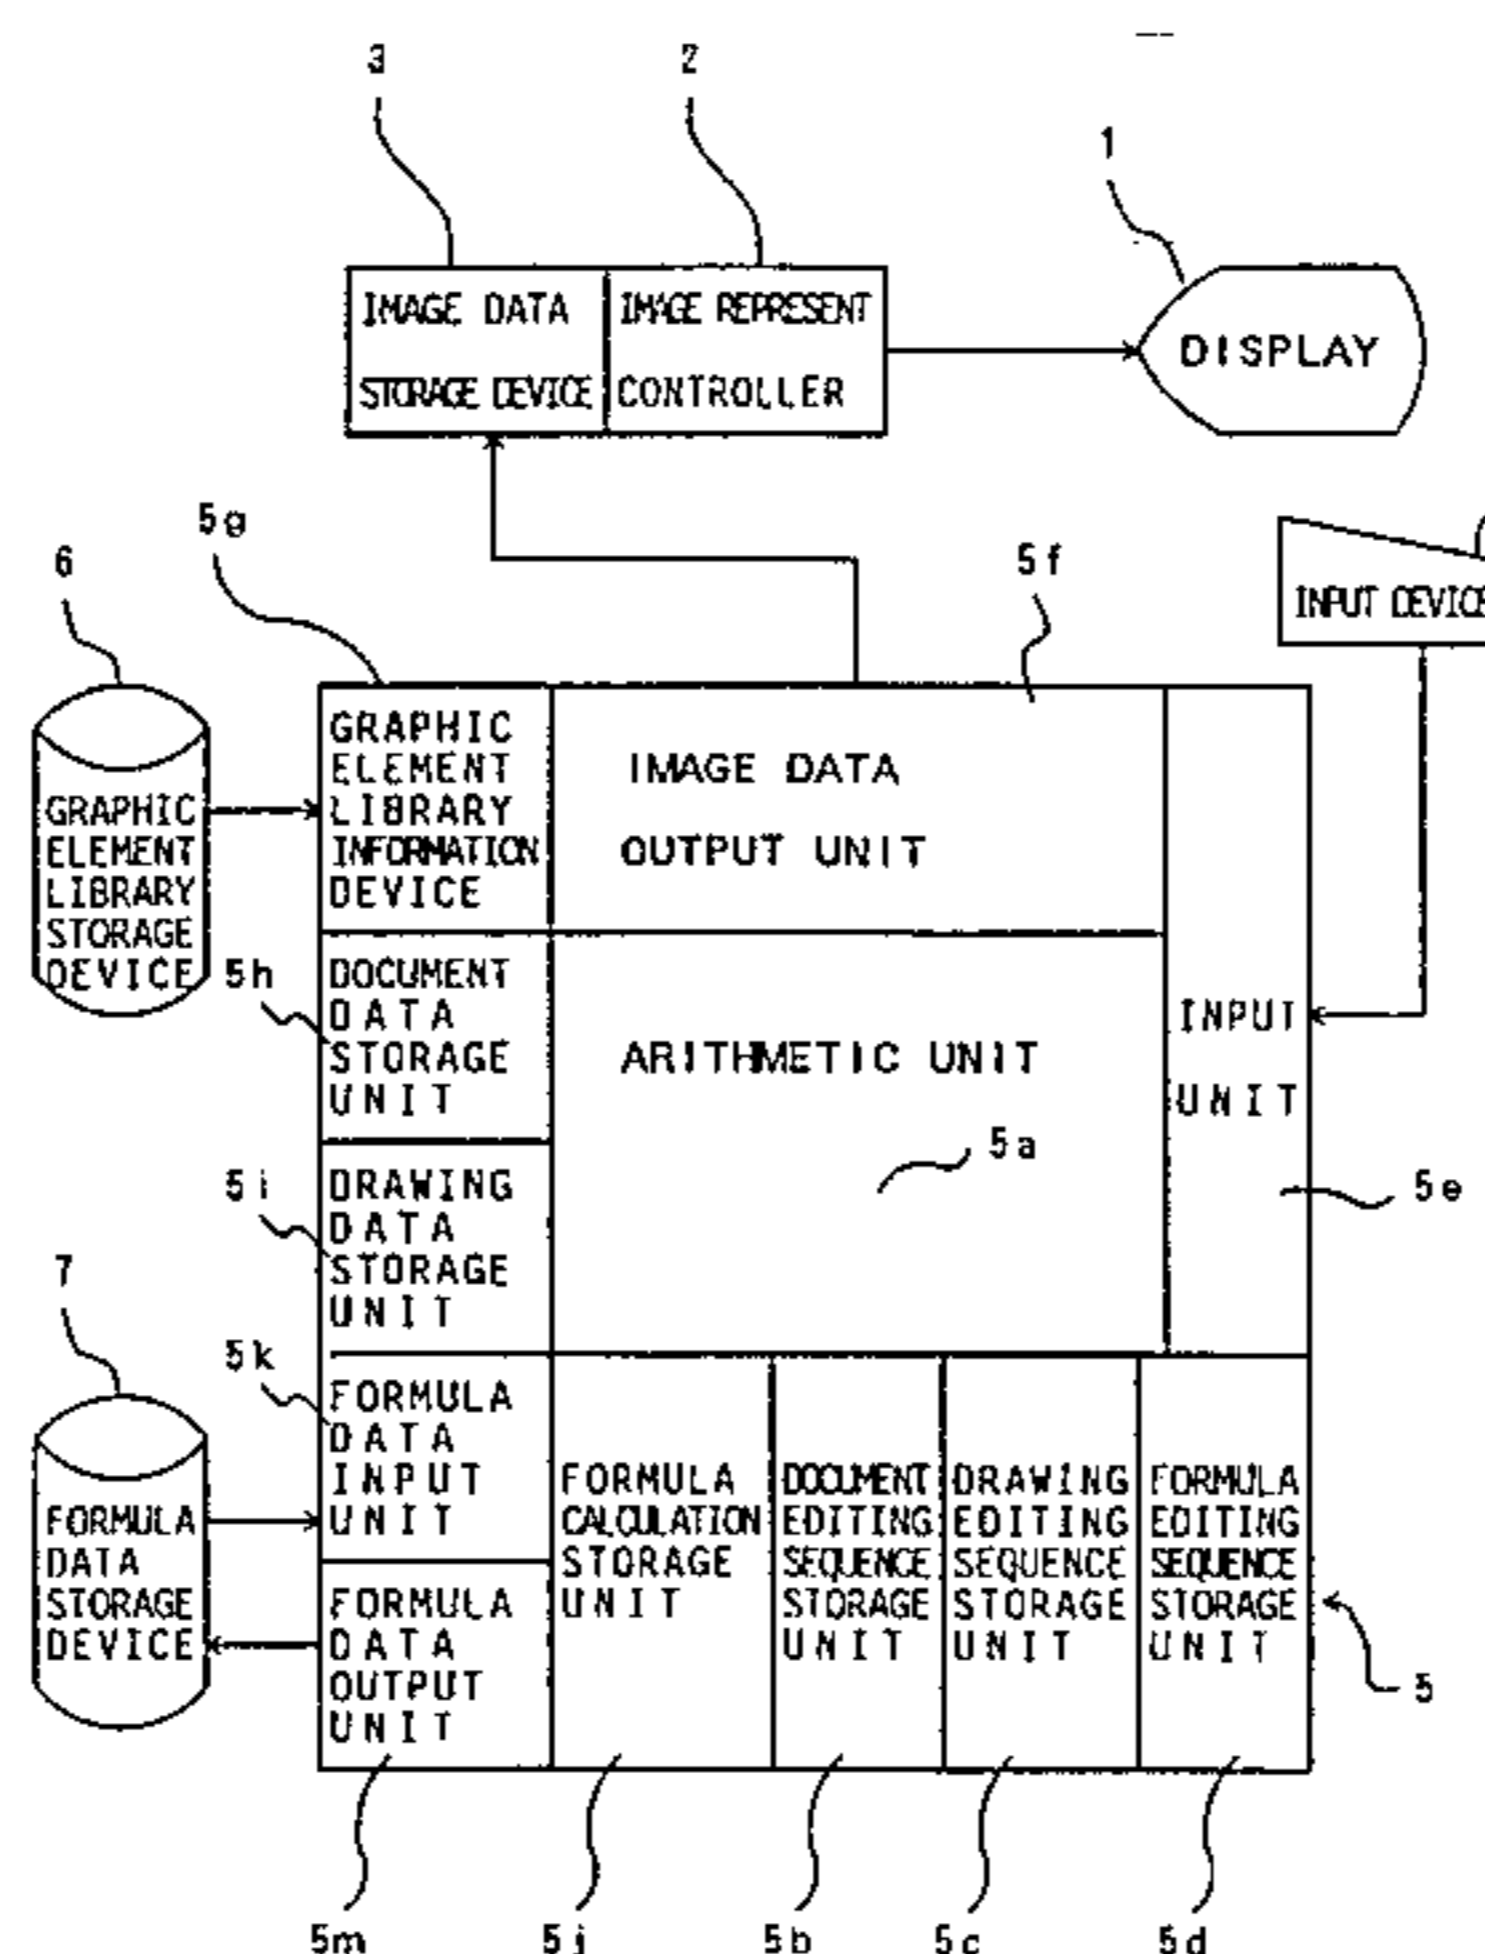 3
2
1
IMAGE DATA
STORAGE DEVICE
IMAGE REPRESENT
CONTROLLER
DISPLAY
5g
6
5f
INPUT DEVICE
GRAPHIC
ELEMENT
LIBRARY
STORAGE
DEVICE
GRAPHIC
ELEMENT
LIBRARY
INFORMATION
DEVICE
IMAGE DATA
OUTPUT UNIT
5h
DOCUMENT
DATA
STORAGE
UNIT
ARITHMETIC UNIT
5a
INPUT
UNIT
5e
5i
DRAWING
DATA
STORAGE
UNIT
7
5k
FORMULA
DATA
INPUT
UNIT
FORMULA
DATA
STORAGE
DEVICE
FORMULA
DATA
OUTPUT
UNIT
FORMULA
CALCULATION
STORAGE
UNIT
DOCUMENT
EDITING
SEQUENCE
STORAGE
UNIT
DRAWING
EDITING
SEQUENCE
STORAGE
UNIT
FORMULA
EDITING
SEQUENCE
STORAGE
UNIT
5
5m
5j
5b
5c
5d